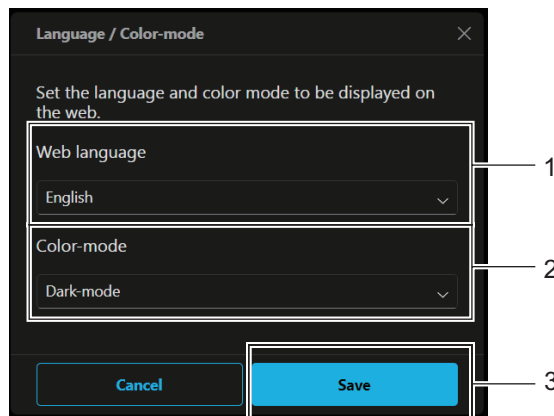 Language / Color-mode
Set the language and color mode to be displayed on
the web.
Web language
1
English
Color-mode
2
Dark-mode
Cancel
Save
3